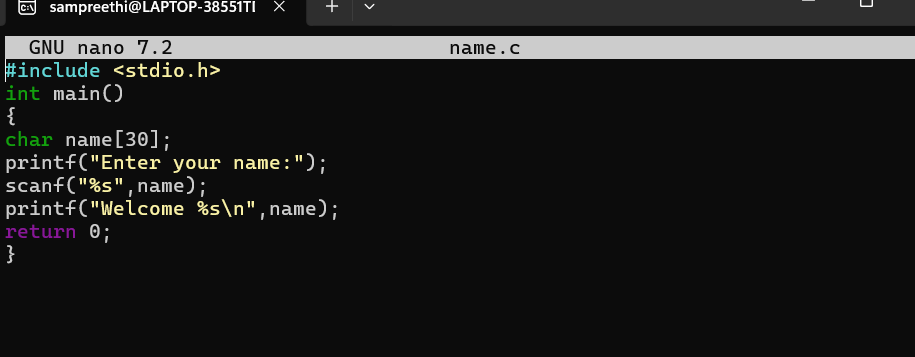 sampreethi@LAPTOP-38551TI
GNU nano 7.2 name.c
#include <stdio.h>
int main()
{
char name[30];
printf("Enter your name:");
scanf("%s",name);
printf("Welcome %s\n",name);
return 0;
}